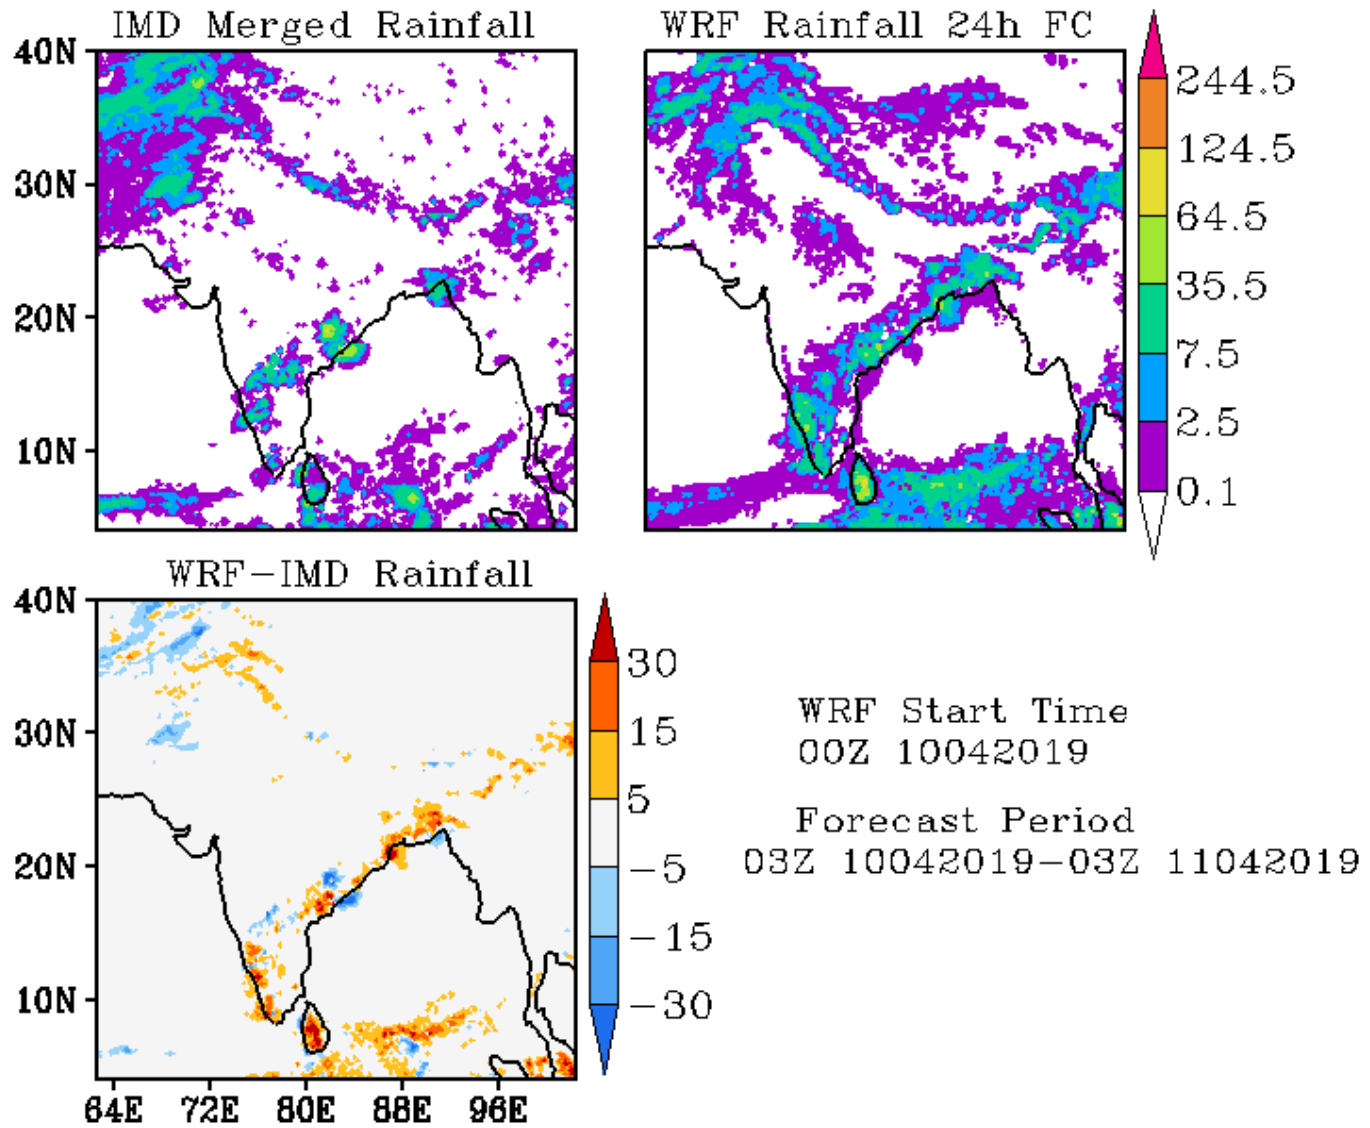 IMD Merged Rainfall
WRF Rainfall 24h FC
40N
30N
20N
10N
244.5
124.5
64.5
35.5
7.5
2.5
0.1
WRF-IMD Rainfall
40N
30N
20N
10N
64E 72E 80E 88E 96E
30
15
5
-5
-15
-30
WRF Start Time
00Z 10042019
Forecast Period
03Z 10042019-03Z 11042019